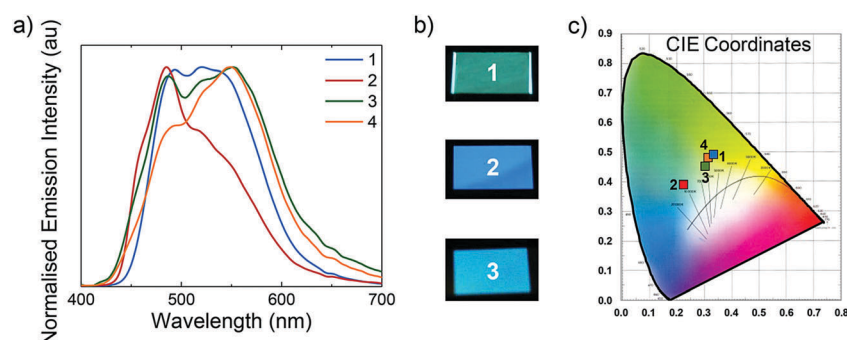 a)
Normalised Emission Intensity (au)
1
2
3
4
400 500 600 700
Wavelength (nm)
b)
1
2
3
c)
CIE Coordinates
0.9
0.8
0.7
0.6
0.5
0.4
0.3
0.2
0.1
0.0
4
1
3
2
0.0 0.1 0.2 0.3 0.4 0.5 0.6 0.7 0.8